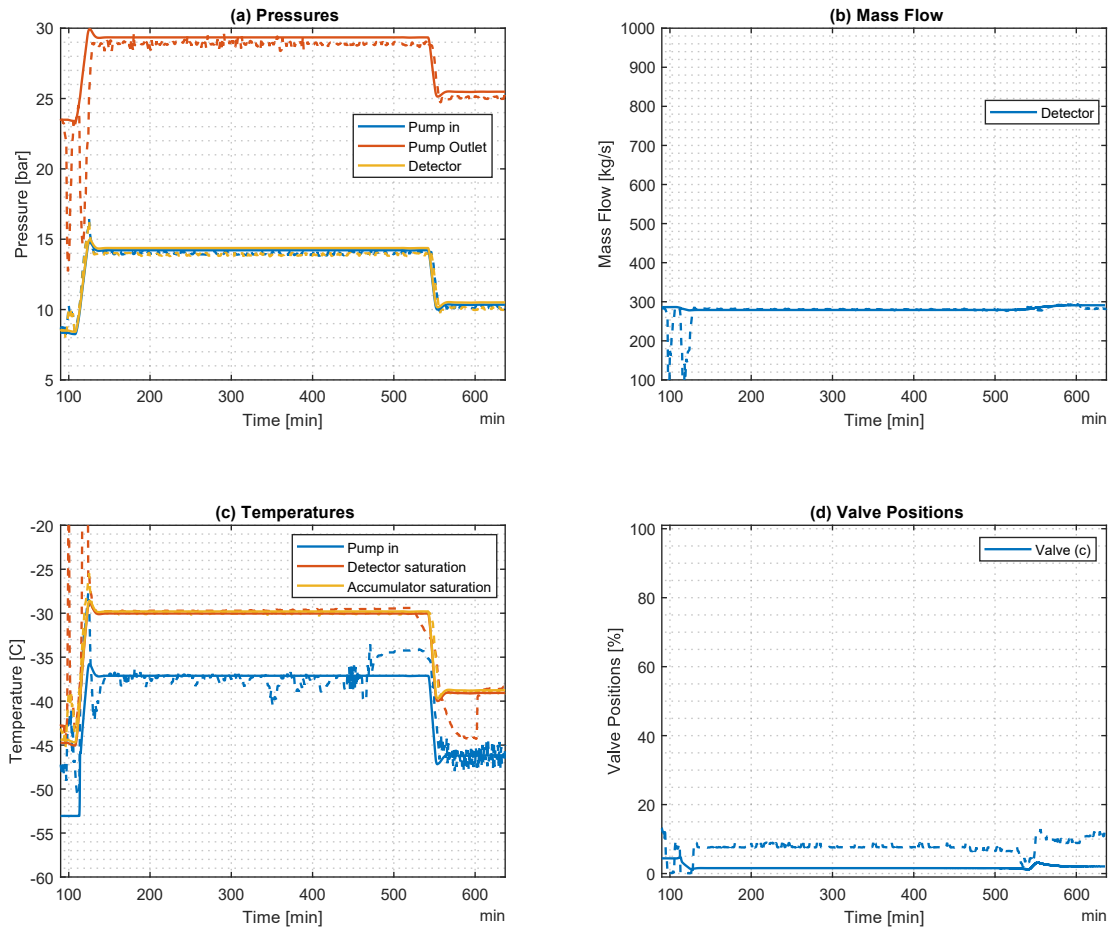 (a) Pressures
30
25
20
15
10
5
Pressure [bar]
Pump in
Pump Outlet
Detector
100 200 300 400 500 600
Time [min]
min
(b) Mass Flow
1000
900
800
700
600
500
400
300
200
100
Mass Flow [kg/s]
Detector
100 200 300 400 500 600
Time [min]
min
(c) Temperatures
-20
-25
-30
-35
-40
-45
-50
-55
-60
Temperature [C]
Pump in
Detector saturation
Accumulator saturation
100 200 300 400 500 600
Time [min]
min
(d) Valve Positions
100
80
60
40
20
0
Valve Positions [%]
Valve (c)
100 200 300 400 500 600
Time [min]
min